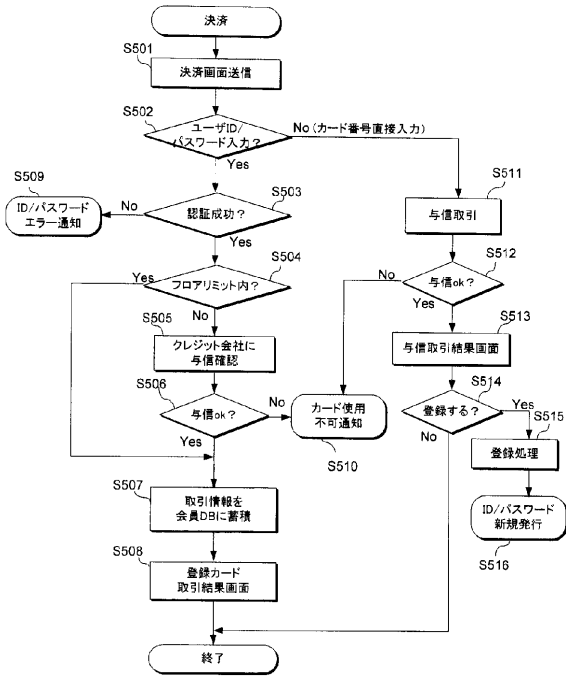 決済
S501
決済画面送信
S502
ユーザID/
パスワード入力？
No（カード番号直接入力）
Yes
S509
ID/パスワード
エラー通知
No
S503
認証成功？
Yes
S511
与信取引
S504
Yes
フロアリミット内？
No
S512
No
与信ok？
Yes
S505
クレジット会社に
与信確認
S513
与信取引結果画面
S506
与信ok？
No
Yes
カード使用
不可通知
S510
S514
登録する？
Yes
No
S515
登録処理
S507
取引情報を
会員DBに蓄積
ID/パスワード
新規発行
S516
S508
登録カード
取引結果画面
終了